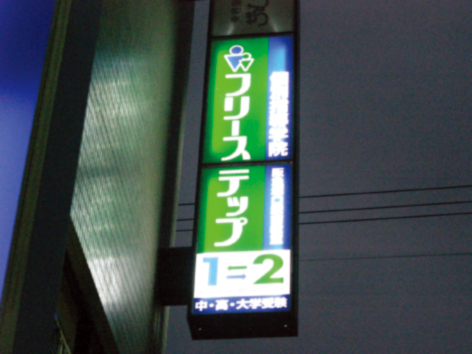 個別指導学院
フリーステップ
1=2
中・高・大学受験